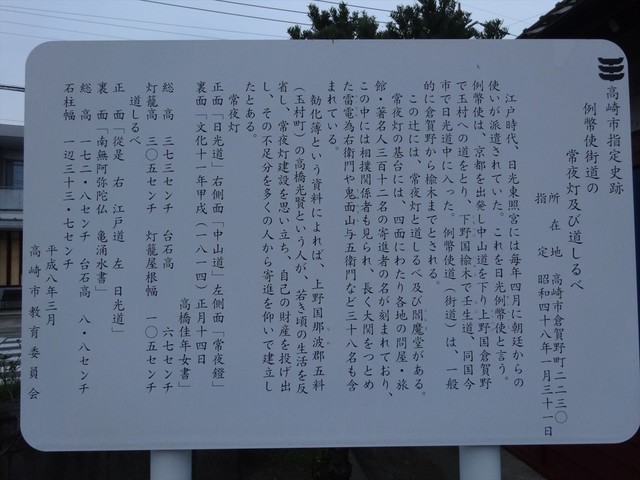 高崎市指定史跡
例幣使街道の
常夜灯及び道しるべ
所在地 高崎市倉賀野町二二三〇
指定 昭和四十八年一月三十一日
江戸時代、日光東照宮には毎年四月に朝廷からの
使いが派遣されていた。これを日光例幣使と言う。
例幣使は、京都を出発し中山道を下り上野国倉賀野
で玉村への道をとり、下野国楡木で壬生道、同国今
市で日光道中に入った。例幣使道(街道)は、一般
的に倉賀野から楡木までとされる。
この辻には、常夜灯と道しるべ及び閻魔堂がある。
常夜灯の基台には、四面にわたり各地の問屋・旅
館・著名人三百十二名の寄進者の名が刻まれており、
この中には相撲関係者も見られ、長く大関をつとめ
た雷電為右衛門や鬼面山与五衛門など三十八名も含
まれている。
勧化簿という資料によれば、上野国那波郡五料
(玉村町)の高橋光賢という人が、若き頃の生活を反
省し、常夜灯建設を思い立ち、自己の財産を投げ出
し、その不足分を多くの人から寄進を仰いで建立し
たとある。
常夜灯
正面「日光道」右側面「中山道」左側面「常夜燈」
裏面「文化十一年甲戌(一八一四)正月十四日
高橋佳年女書」
総高 三七三センチ 台石高 六七センチ
灯籠高 三〇五センチ 灯籠屋根幅 一〇五センチ
道しるべ
正面「従是 右 江戸道 左 日光道」
裏面「南無阿弥陀仏 亀涌水書」
総高 一七二・八センチ 台石高 八・八センチ
石柱幅 一辺三十三・七センチ
平成八年三月
高崎市教育委員会